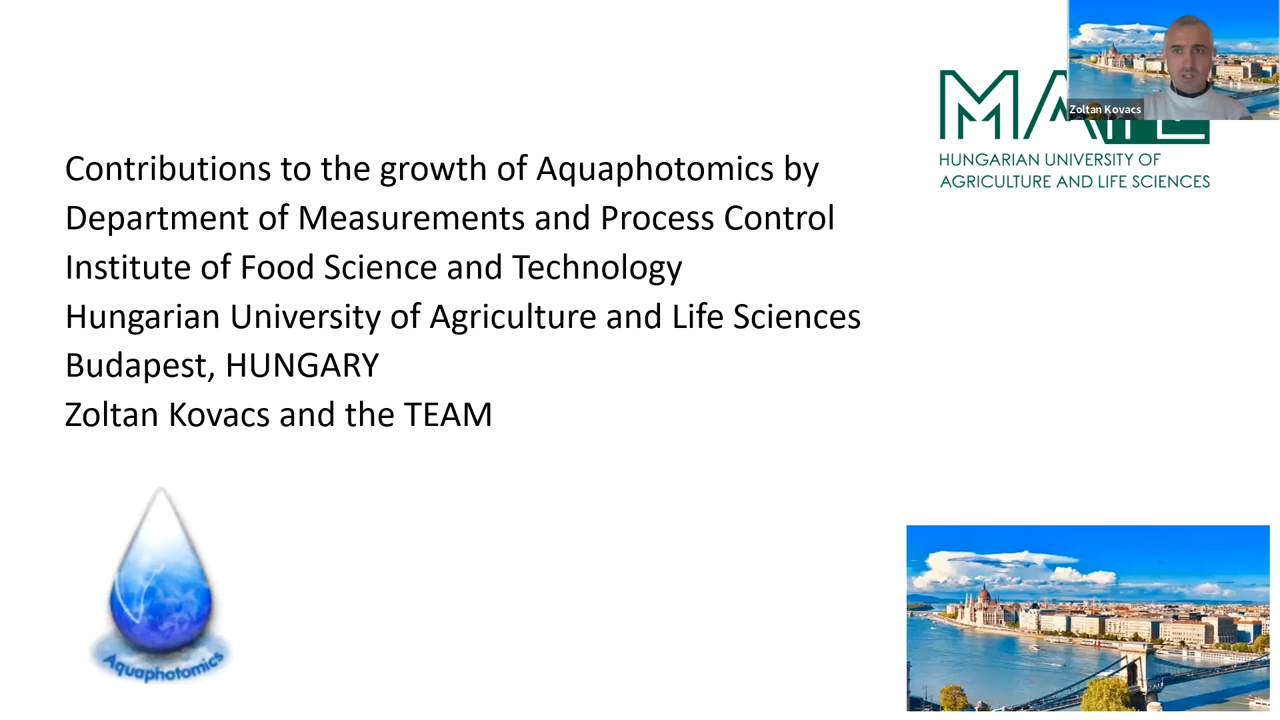 Zoltan Kovacs
HUNGARIAN UNIVERSITY OF
AGRICULTURE AND LIFE SCIENCES
Contributions to the growth of Aquaphotomics by
Department of Measurements and Process Control
Institute of Food Science and Technology
Hungarian University of Agriculture and Life Sciences
Budapest, HUNGARY
Zoltan Kovacs and the TEAM
Aquaphotomics